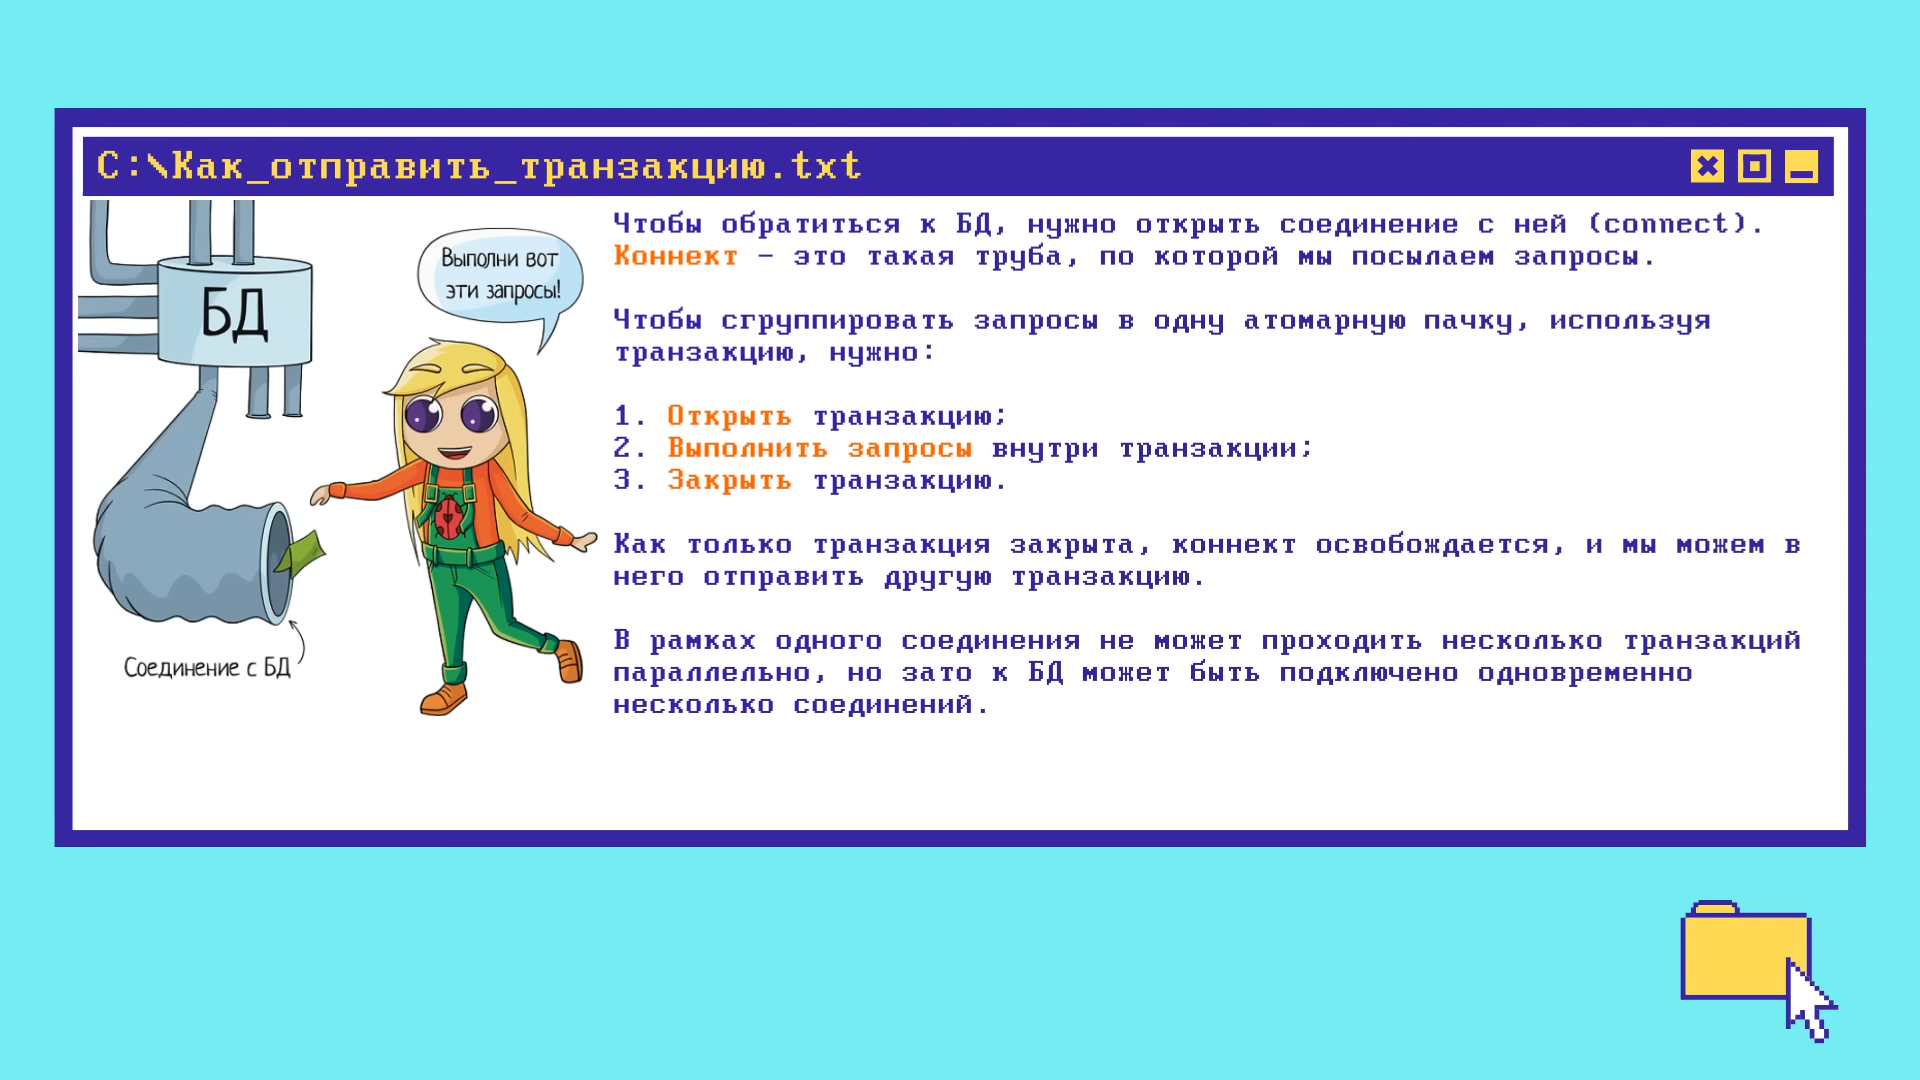 C:\Как_отправить_транзакцию.txt
БД
Выполни вот
эти запросы!
Соединение с БД
Чтобы обратиться к БД, нужно открыть соединение с ней (connect).
Коннект – это такая труба, по которой мы посылаем запросы.
Чтобы сгруппировать запросы в одну атомарную пачку, используя
транзакцию, нужно:
1. Открыть транзакцию;
2. Выполнить запросы внутри транзакции;
3. Закрыть транзакцию.
Как только транзакция закрыта, коннект освобождается, и мы можем в
него отправить другую транзакцию.
В рамках одного соединения не может проходить несколько транзакций
параллельно, но зато к БД может быть подключено одновременно
несколько соединений.